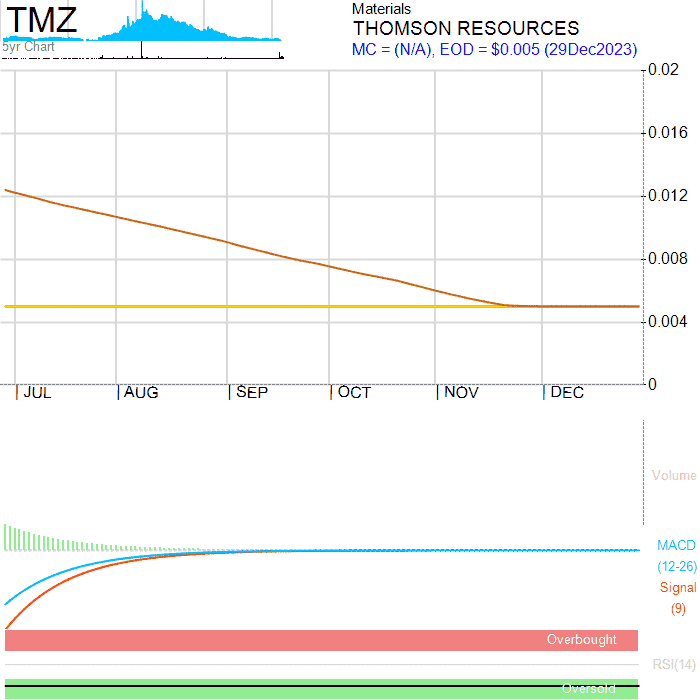 TMZ
5yr Chart
Materials
THOMSON RESOURCES
MC = (N/A), EOD = $0.005 (29Dec2023)
0.02
0.016
0.012
0.008
0.004
0
JUL AUG SEP OCT NOV DEC
Volume
MACD
(12-26)
Signal
(9)
Overbought
RSI(14)
Oversold